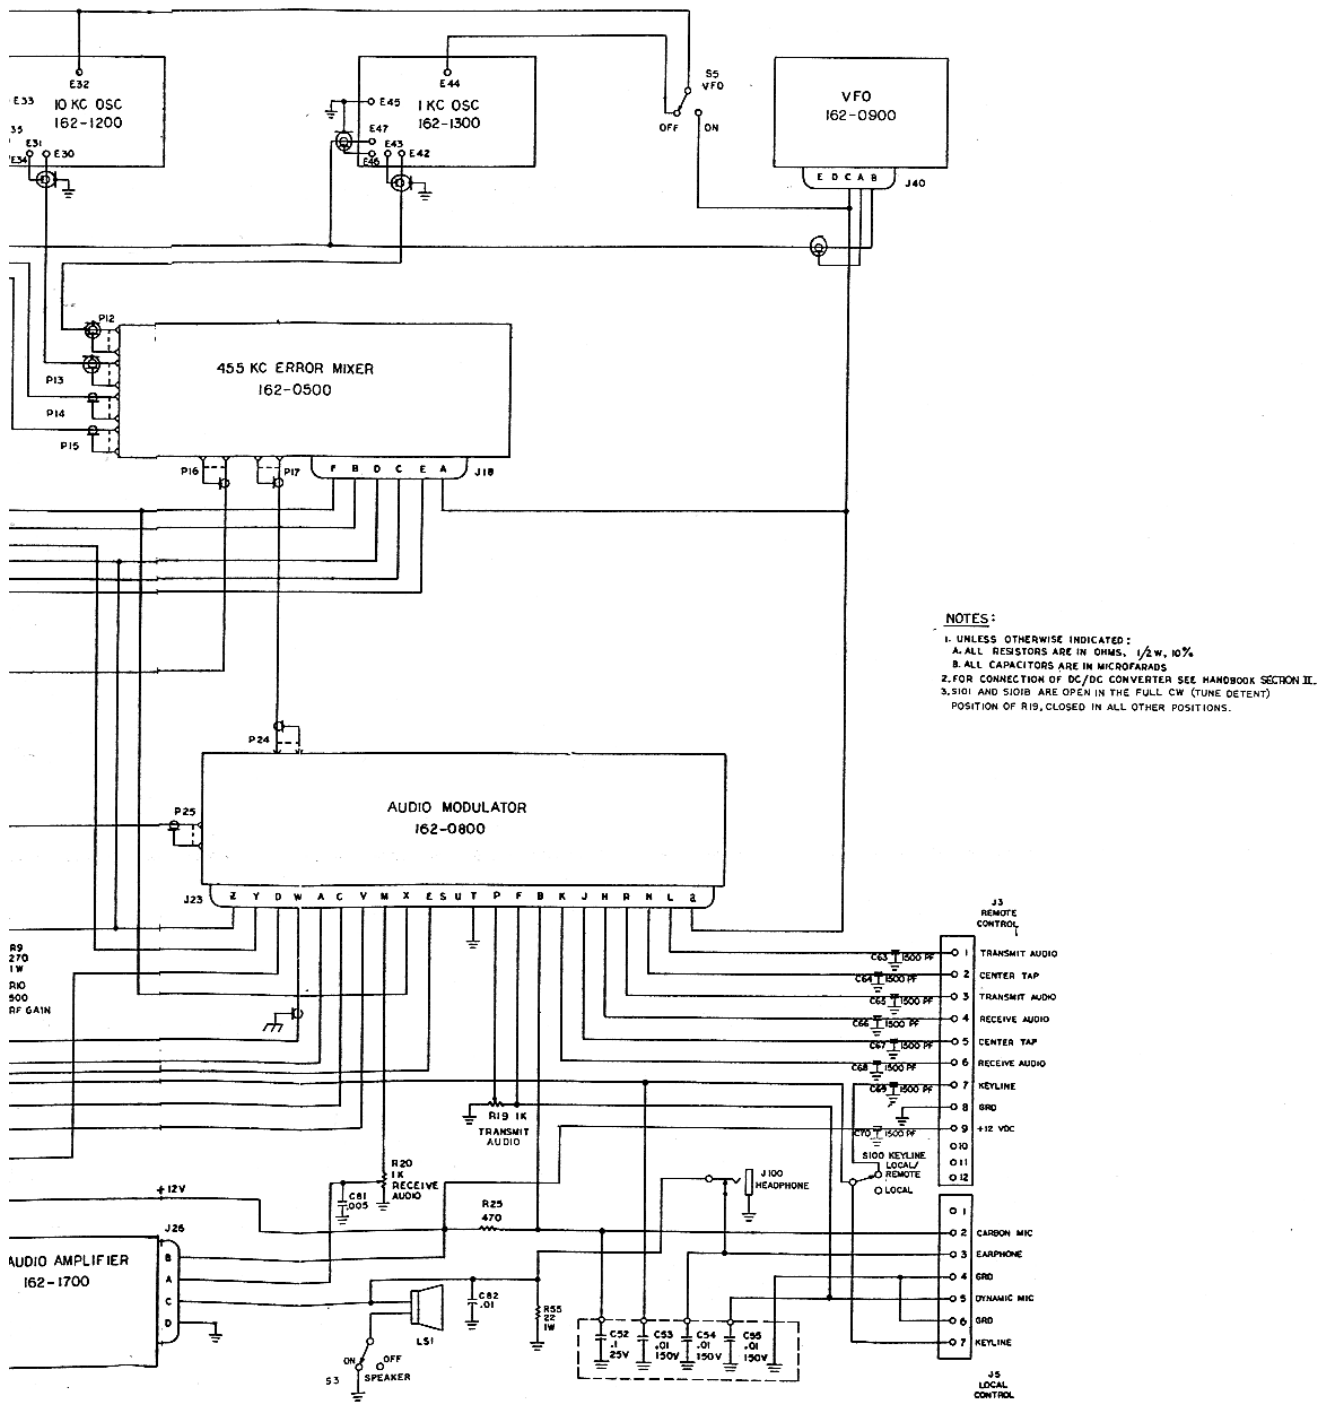 E32
E33
10 KC OSC
162-1200
35
E31
E34
E30
E44
E45
1 KC OSC
162-1300
E47
E46
E43
E42
S5
VFO
OFF
ON
VFO
162-0900
E D C A B
J40
P12
P13
P14
P15
455 KC ERROR MIXER
162-0500
P16
P17
F B D C E A
J18
NOTES:
1. UNLESS OTHERWISE INDICATED:
A. ALL RESISTORS ARE IN OHMS, 1/2 W, 10%
B. ALL CAPACITORS ARE IN MICROFARADS
2. FOR CONNECTION OF DC/DC CONVERTER SEE HANDBOOK SECTION II.
3. S101 AND S101B ARE OPEN IN THE FULL CW (TUNE DETENT)
POSITION OF R19, CLOSED IN ALL OTHER POSITIONS.
P24
P25
AUDIO MODULATOR
162-0800
J23
Z Y D W A C V M X E S U T P F B K J H R N L
R9
270
1W
R10
500
RF GAIN
J3
REMOTE
CONTROL
C63 1500 PF
1 TRANSMIT AUDIO
C64 1500 PF
2 CENTER TAP
C65 1500 PF
3 TRANSMIT AUDIO
C66 1500 PF
4 RECEIVE AUDIO
C67 1500 PF
5 CENTER TAP
C68 1500 PF
6 RECEIVE AUDIO
C69 1500 PF
7 KEYLINE
8 GRD
C70 1500 PF
9 +12 VDC
10
11
12
S100 KEYLINE
LOCAL/
REMOTE
LOCAL
R19 1K
TRANSMIT
AUDIO
R20
1K
RECEIVE
AUDIO
C81
.005
+12V
R25
470
J100
HEADPHONE
J26
B
A
C
D
AUDIO AMPLIFIER
162-1700
C82
.01
LS1
R55
22
1W
ON
OFF
S3
SPEAKER
C52
.1
25V
C53
.01
150V
C54
.01
150V
C55
.01
150V
1
2 CARBON MIC
3 EARPHONE
4 GRD
5 DYNAMIC MIC
6 GRD
7 KEYLINE
J5
LOCAL
CONTROL